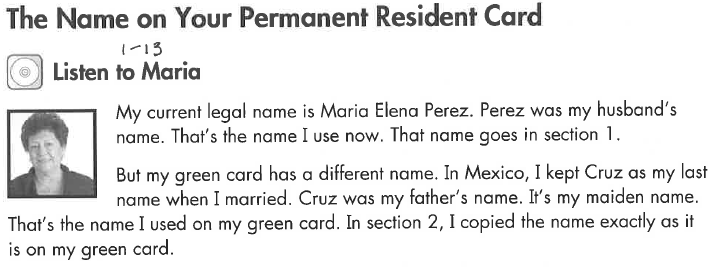 The Name on Your Permanent Resident Card
1-13
Listen to Maria
My current legal name is Maria Elena Perez. Perez was my husband's
name. That's the name I use now. That name goes in section 1.
But my green card has a different name. In Mexico, I kept Cruz as my last
name when I married. Cruz was my father's name. It's my maiden name.
That's the name I used on my green card. In section 2, I copied the name exactly as it
is on my green card.